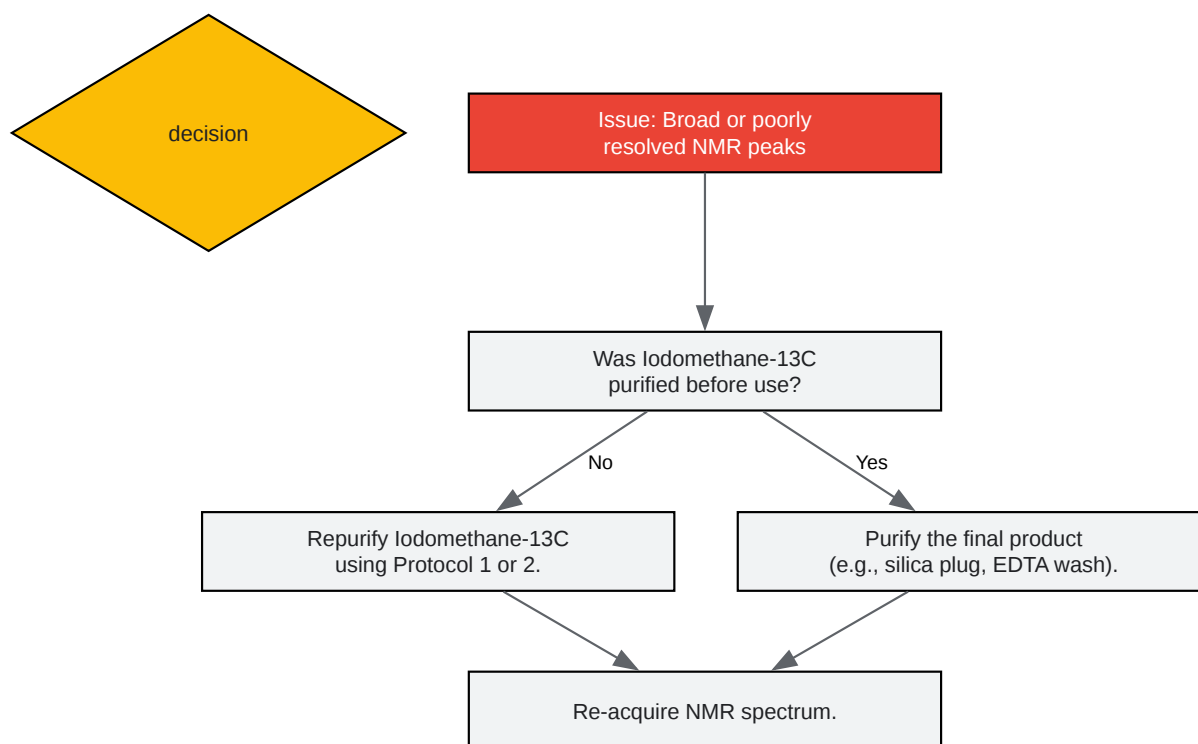 decision
Issue: Broad or poorly
resolved NMR peaks
Was Iodomethane-13C
purified before use?
No
Yes
Repurify Iodomethane-13C
using Protocol 1 or 2.
Purify the final product
(e.g., silica plug, EDTA wash).
Re-acquire NMR spectrum.